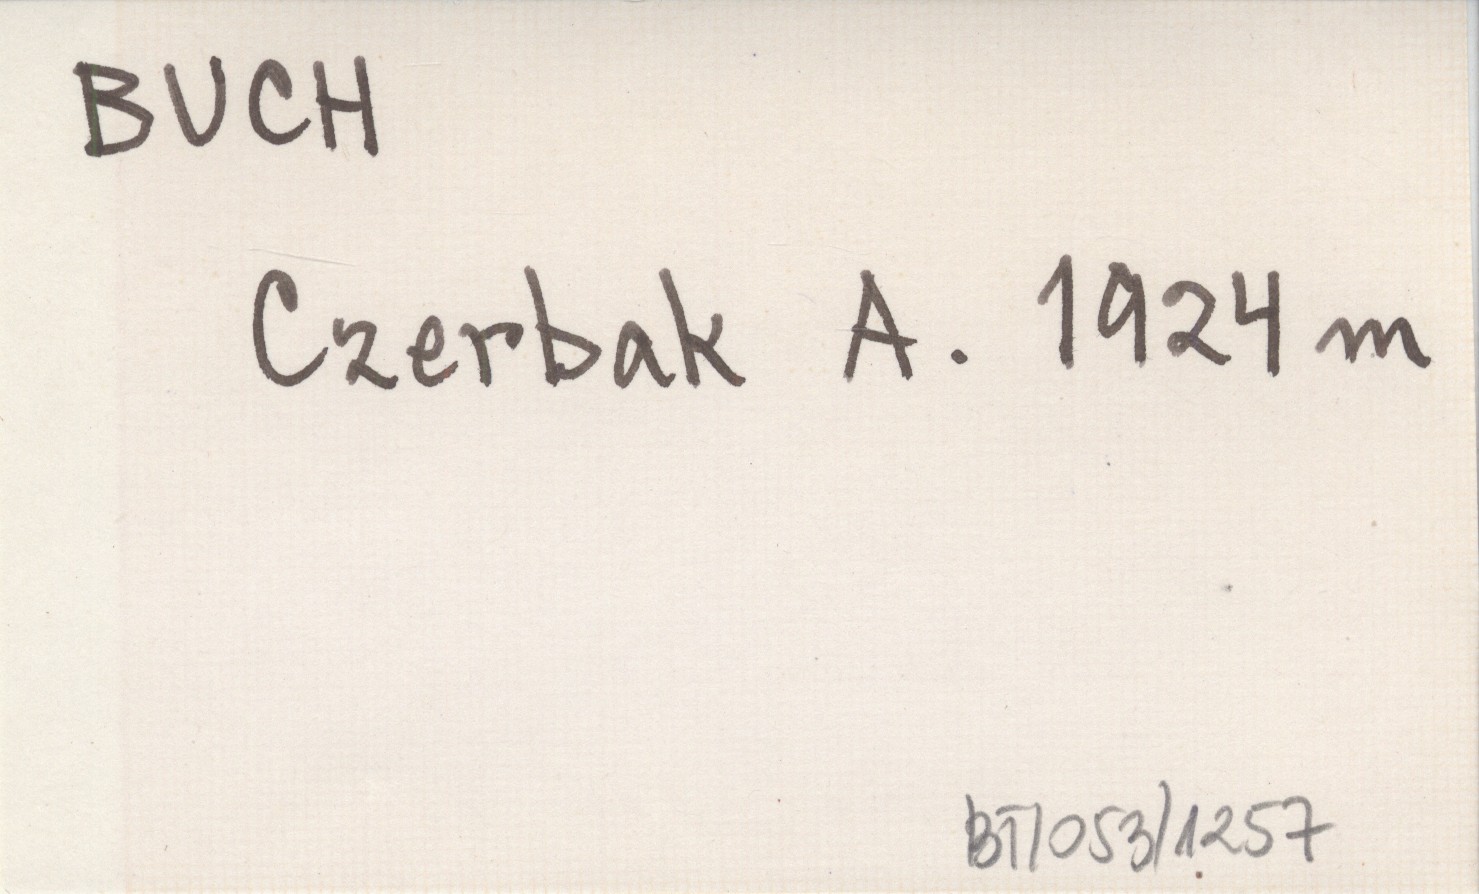 BUCH
Czerbak A. 1924 m
BT/053/1257